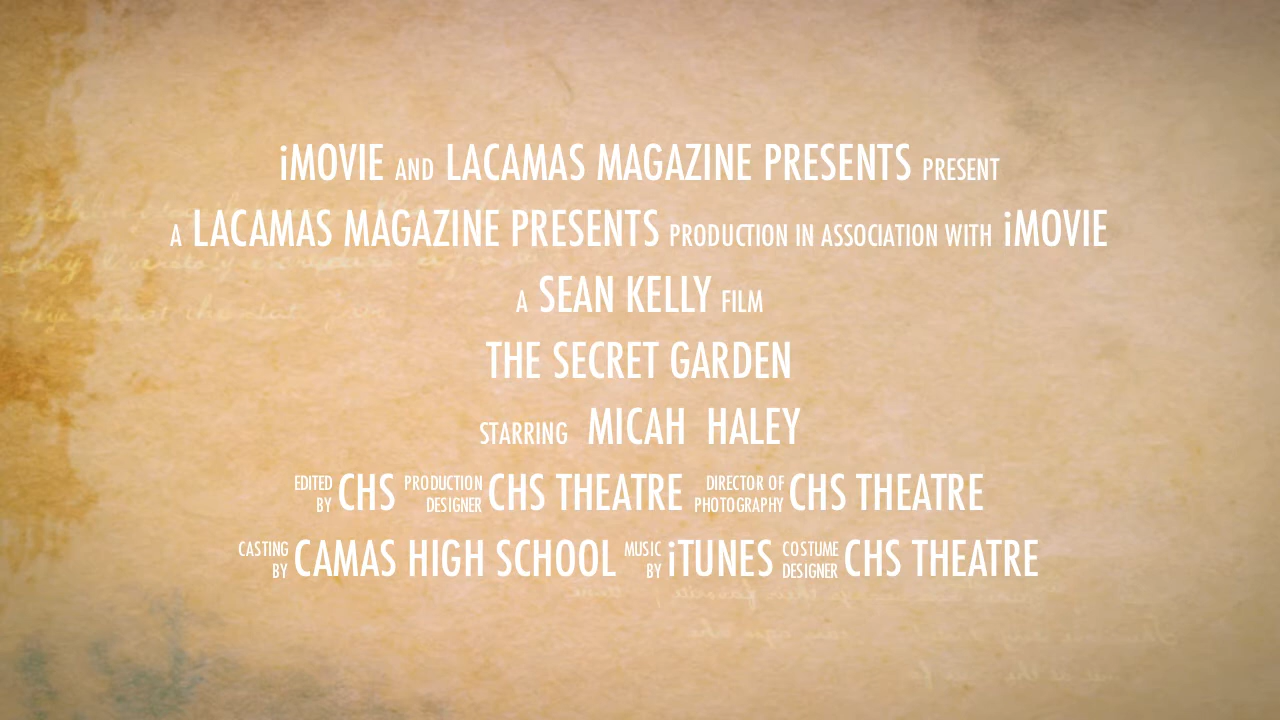 iMOVIE AND LACAMAS MAGAZINE PRESENTS PRESENT
A LACAMAS MAGAZINE PRESENTS PRODUCTION IN ASSOCIATION WITH iMOVIE
A SEAN KELLY FILM
THE SECRET GARDEN
STARRING MICAH HALEY
EDITED BY CHS PRODUCTION DESIGNER CHS THEATRE DIRECTOR OF PHOTOGRAPHY CHS THEATRE
CASTING BY CAMAS HIGH SCHOOL MUSIC BY iTUNES COSTUME DESIGNER CHS THEATRE